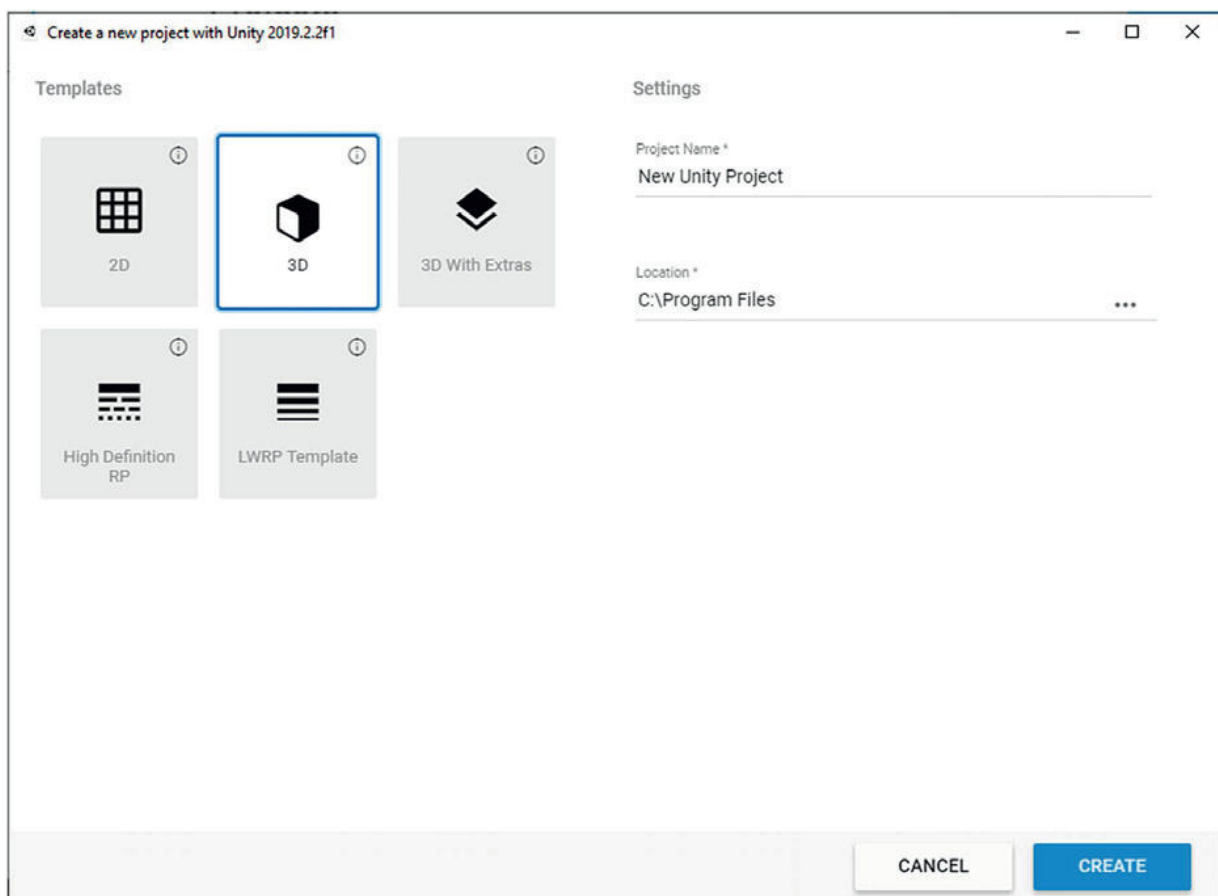 Create a new project with Unity 2019.2.2f1
Templates
Settings
2D
3D
3D With Extras
High Definition
RP
LWRP Template
Project Name *
New Unity Project
Location *
C:\Program Files
...
CANCEL
CREATE